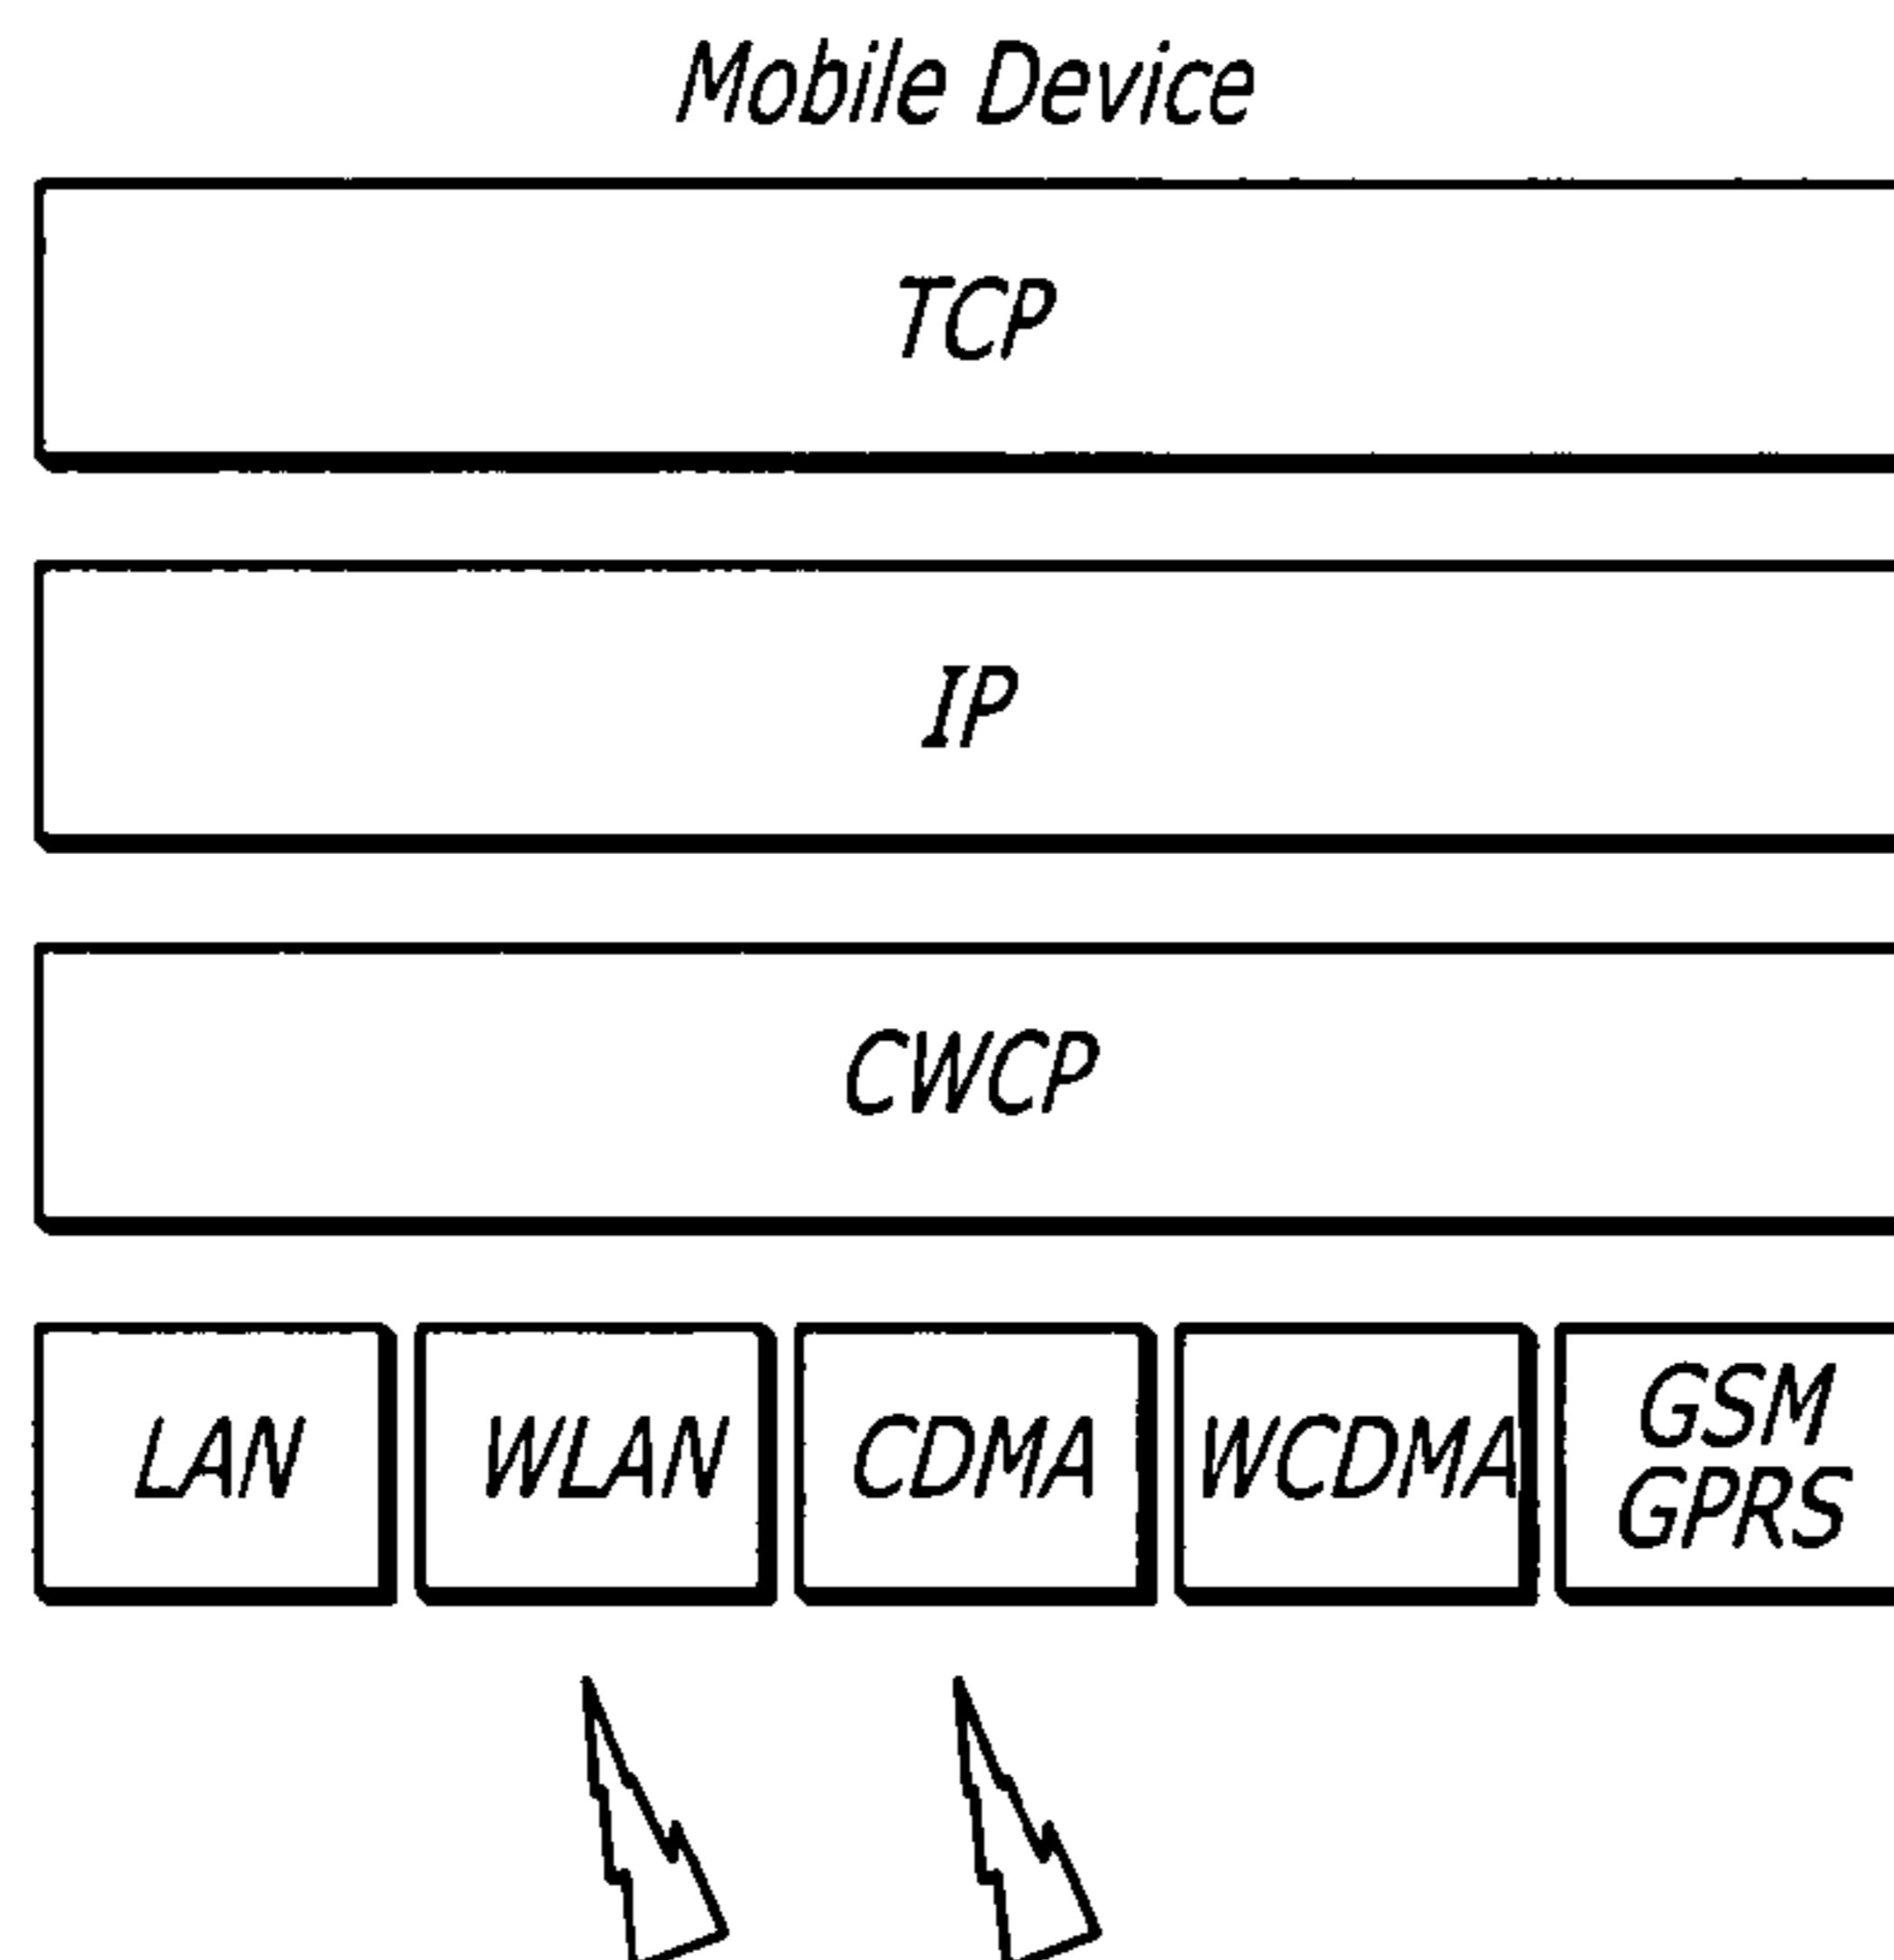 Mobile Device
TCP
IP
CWCP
LAN WLAN CDMA WCDMA GSM
GPRS